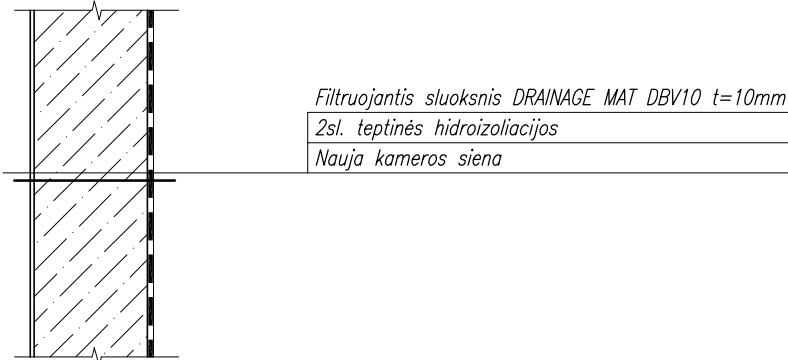 Filtruojantis sluoksnis DRAINAGE MAT DBV10 t=10mm
2sl. teptinės hidroizoliacijos
Nauja kameros siena